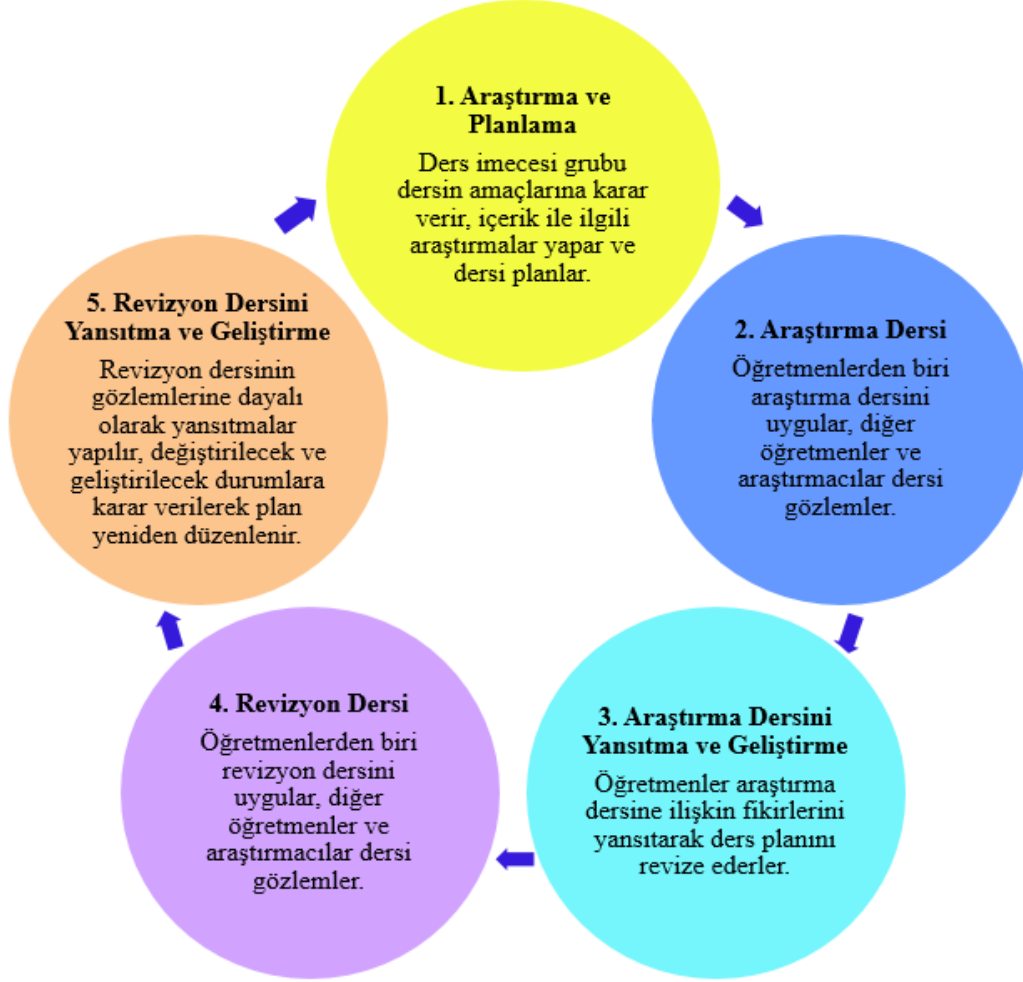 1. Araştırma ve
Planlama
Ders imecesi grubu
dersin amaçlarına karar
verir, içerik ile ilgili
araştırmalar yapar ve
dersi planlar.
2. Araştırma Dersi
Öğretmenlerden biri
araştırma dersini
uygular, diğer
öğretmenler ve
araştırmacılar dersi
gözlemler.
3. Araştırma Dersini
Yansıtma ve Geliştirme
Öğretmenler araştırma
dersine ilişkin fikirlerini
yansıtarak ders planını
revize ederler.
4. Revizyon Dersi
Öğretmenlerden biri
revizyon dersini
uygular, diğer
öğretmenler ve
araştırmacılar dersi
gözlemler.
5. Revizyon Dersini
Yansıtma ve Geliştirme
Revizyon dersinin
gözlemlerine dayalı
olarak yansıtmalar
yapılır, değiştirilecek ve
geliştirilecek durumlara
karar verilerek plan
yeniden düzenlenir.